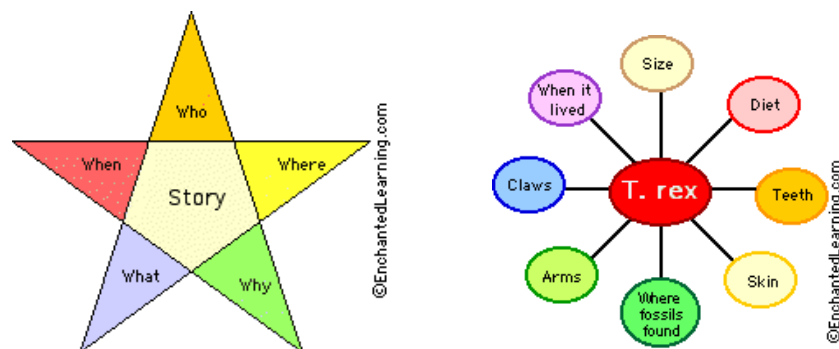 Who
When
Where
Story
What
Why
©EnchantedLearning.com
Size
When it
lived
Diet
Claws
T. rex
Teeth
Arms
Skin
Where
fossils
found
©EnchantedLearning.com